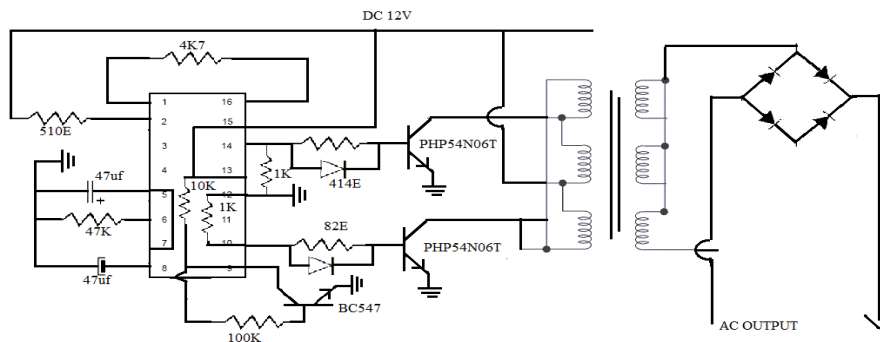 DC 12V
4K7
1
16
15
2
510E
3
14
PHP54N06T
4
13
10K
1K
414E
47uf
+
5
12
1K
6
11
47K
82E
7
10
PHP54N06T
8
9
47uf
BC547
100K
AC OUTPUT